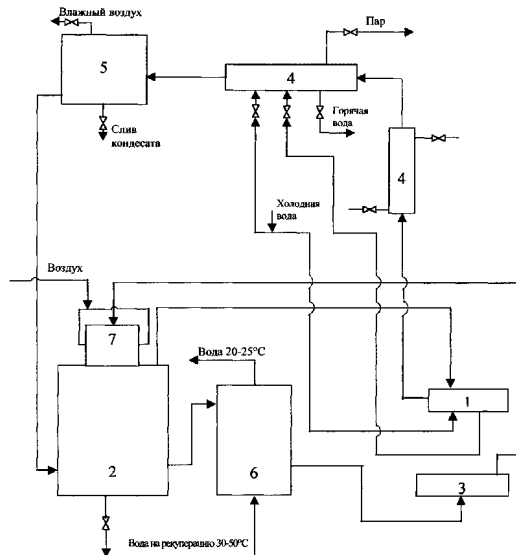 Влажный воздух
Пар
5
4
Горячая
вода
Слив
кондесата
4
Холодная
вода
Воздух
7
Вода 20-25°С
1
2
6
3
Вода на рекуперацию 30-50°С